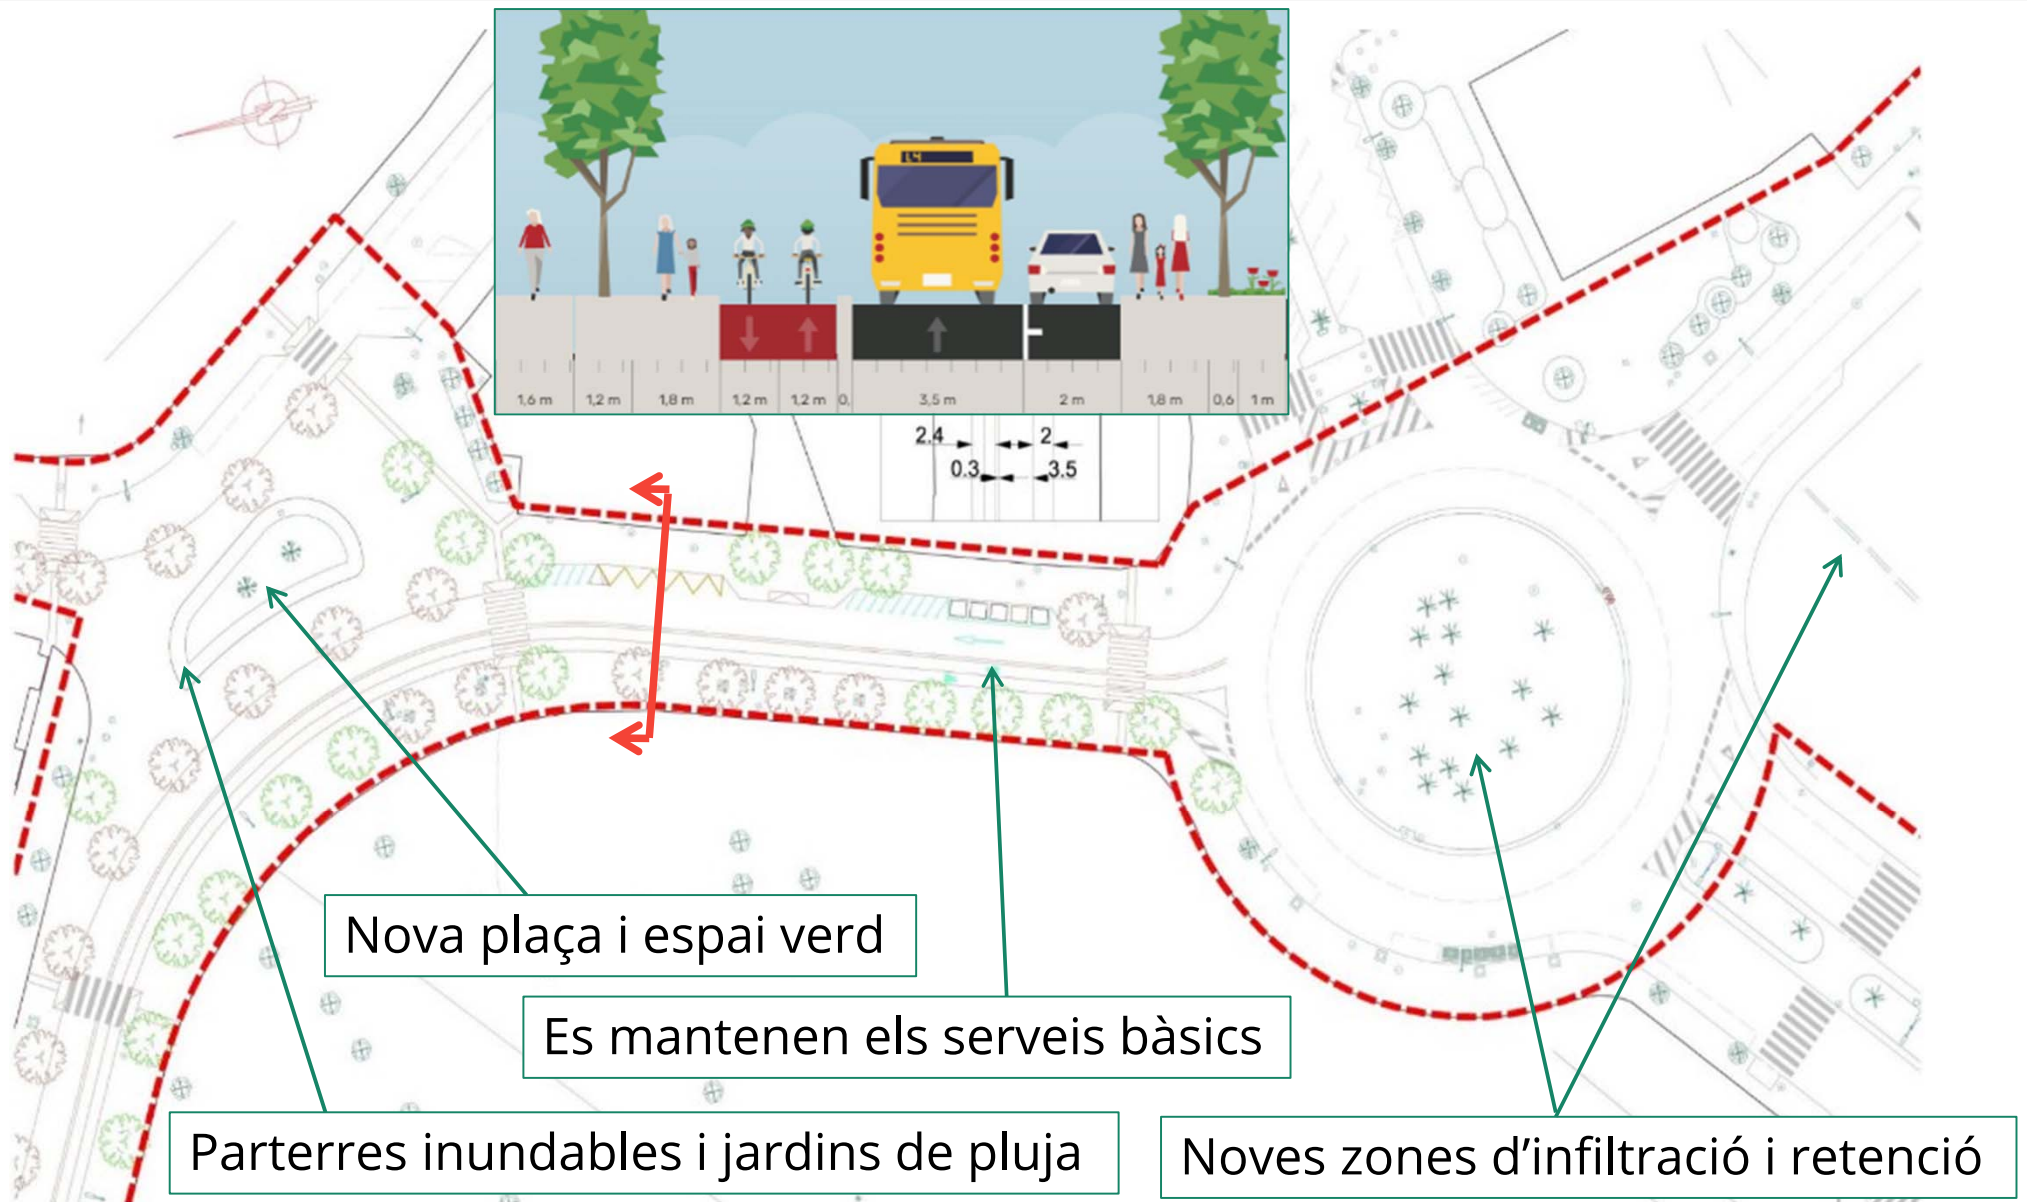 L4
1,6 m 1,2 m 1,8 m 1,2 m 1,2 m 0, 3,5 m 2 m 1,8 m 0,6 1 m
2.4 2
0.3 3.5
Nova plaça i espai verd
Es mantenen els serveis bàsics
Parterres inundables i jardins de pluja
Noves zones d’infiltració i retenció